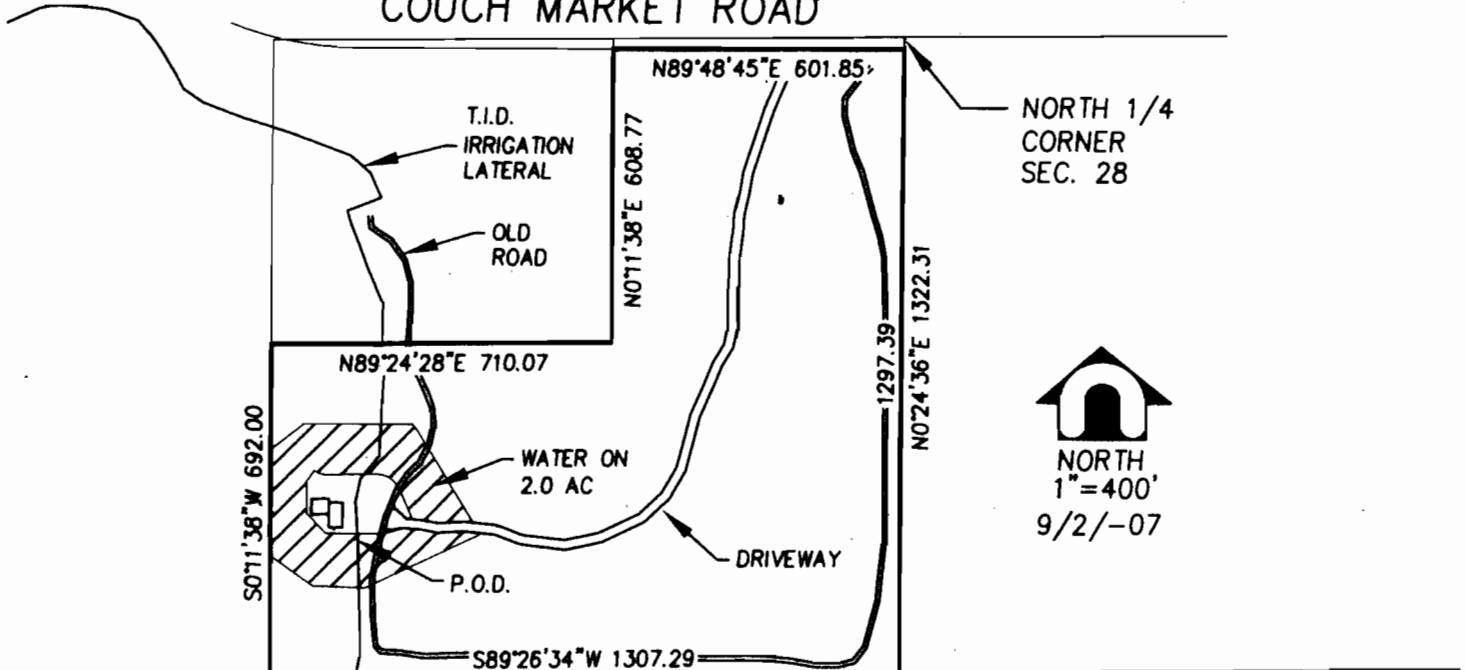 COUCH MARKET ROAD
N89°48'45"E 601.85
NORTH 1/4
CORNER
SEC. 28
T.I.D.
IRRIGATION
LATERAL
N0°11'38"E 608.77
OLD
ROAD
N0°24'36"E 1322.31
1297.39
N89°24'28"E 710.07
S0°11'38"W 692.00
WATER ON
2.0 AC
NORTH
1"=400'
9/2/-07
DRIVEWAY
P.O.D.
S89°26'34"W 1307.29